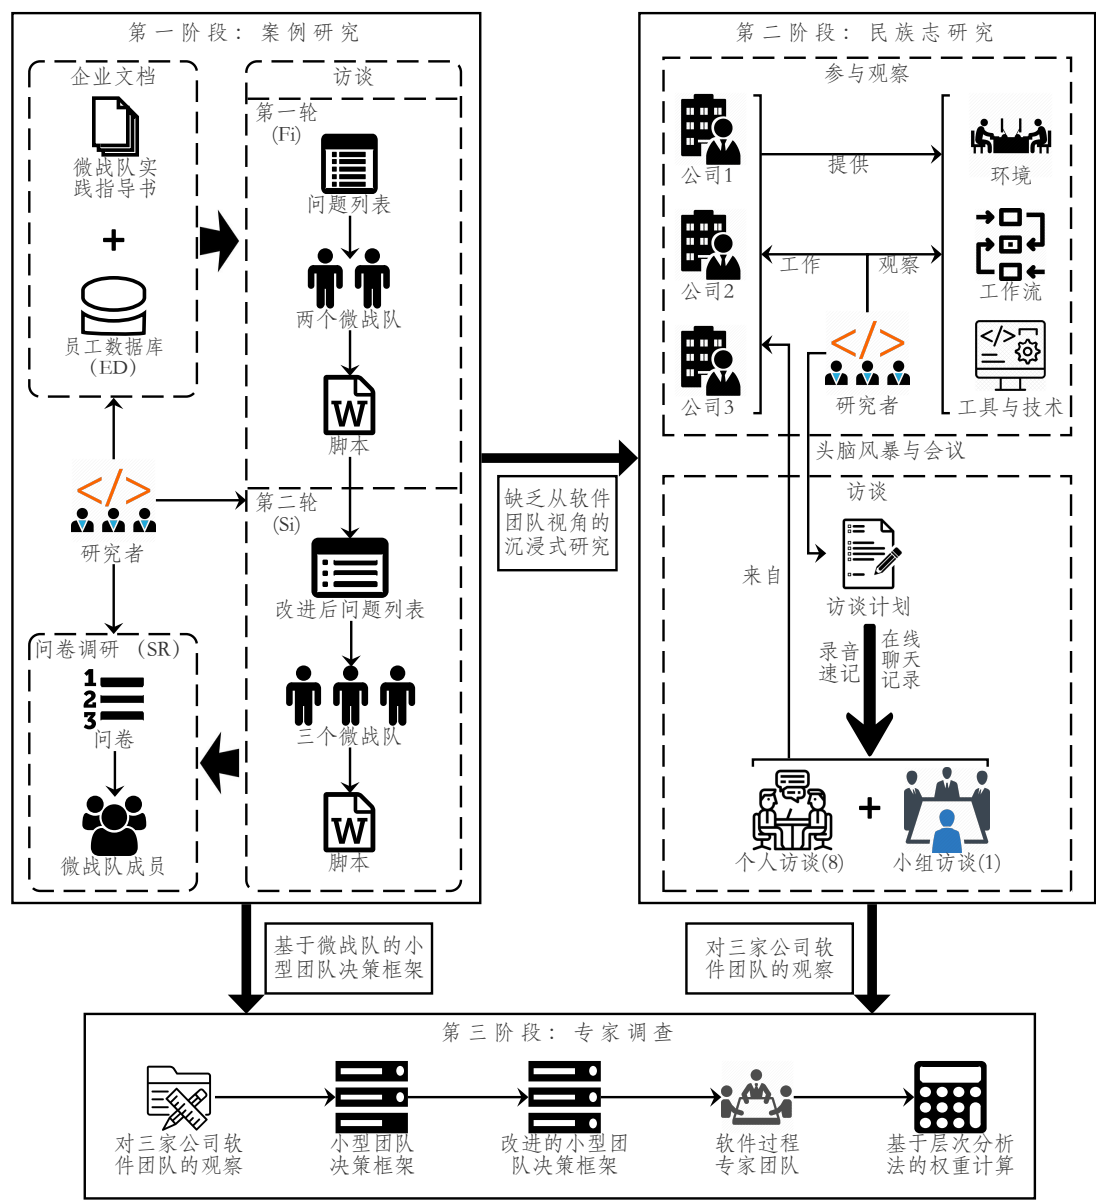 第一阶段：案例研究
企业文档
微战队实
践指导书
+
员工数据库
（ED）
研究者
问卷调研（SR）
1
2
3
问卷
微战队成员
访谈
第一轮
(Fi)
问题列表
两个微战队
W
脚本
第二轮
(Si)
改进后问题列表
三个微战队
W
脚本
缺乏从软件
团队视角的
沉浸式研究
第二阶段：民族志研究
参与观察
公司1
公司2
公司3
提供
工作
观察
</>
研究者
环境
工作流
</>
工具与技术
头脑风暴与会议
访谈
来自
访谈计划
录音
速记
在线
聊天
记录
个人访谈(8)
+
小组访谈(1)
基于微战队的小
型团队决策框架
对三家公司软
件团队的观察
第三阶段：专家调查
对三家公司软
件团队的观察
小型团队
决策框架
改进的小型团
队决策框架
软件过程
专家团队
基于层次分析
法的权重计算